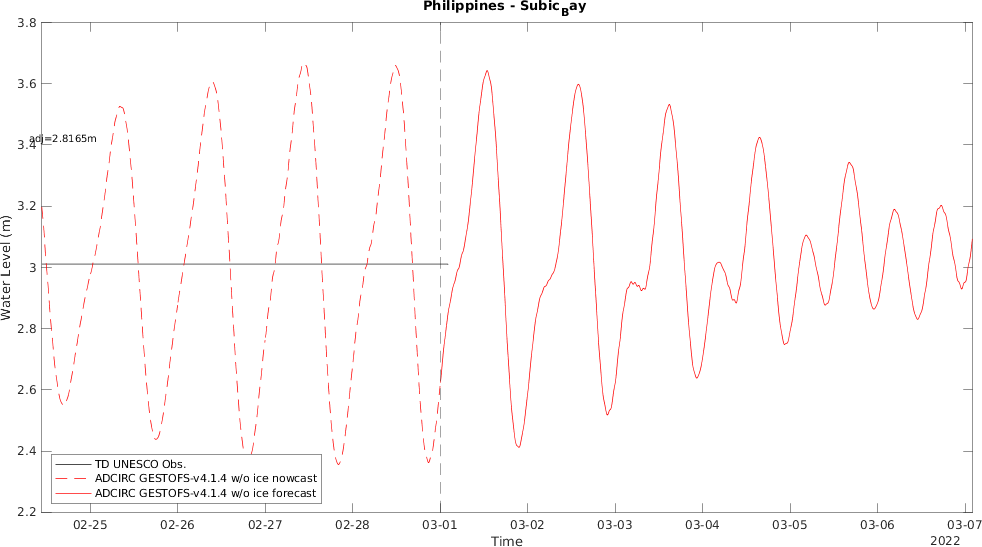 Philippines - SubicBay
3.8
3.6
3.4
3.2
3
2.8
2.6
2.4
2.2
adj=2.8165m
Water Level (m)
TD UNESCO Obs.
ADCIRC GESTOFS-v4.1.4 w/o ice nowcast
ADCIRC GESTOFS-v4.1.4 w/o ice forecast
02-25 02-26 02-27 02-28 03-01 03-02 03-03 03-04 03-05 03-06 03-07
Time
2022